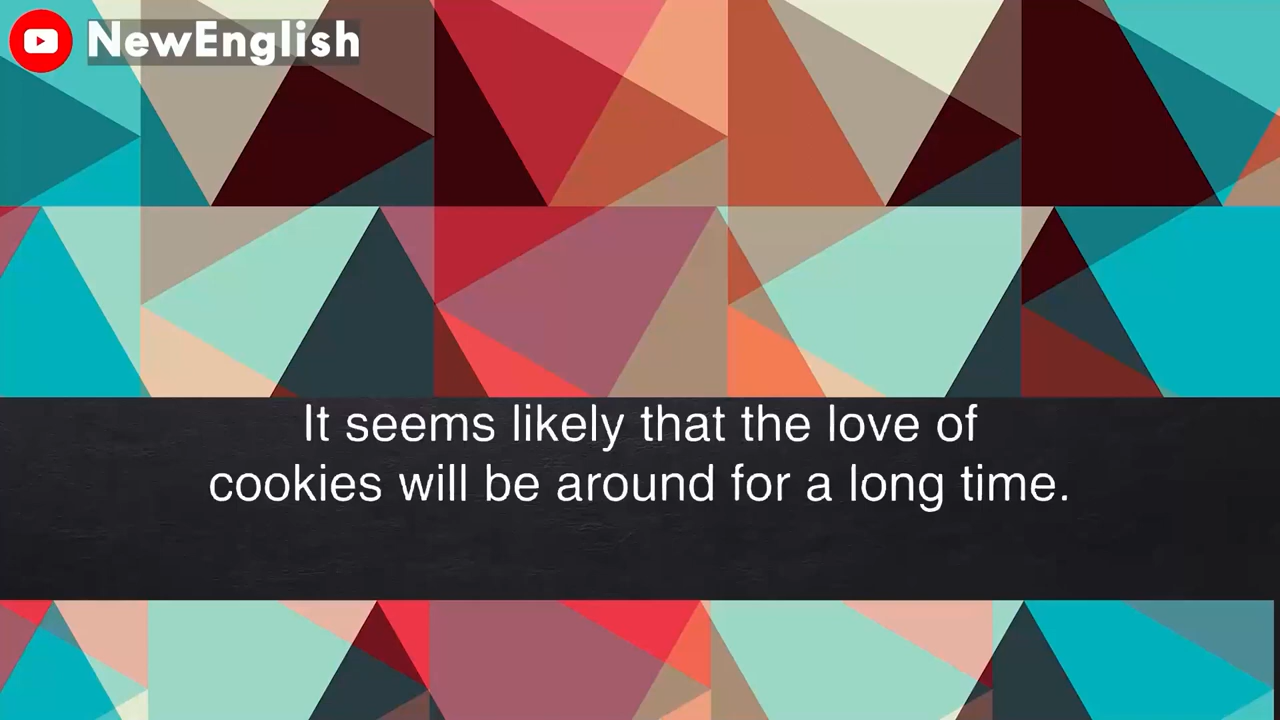 NewEnglish
It seems likely that the love of
cookies will be around for a long time.